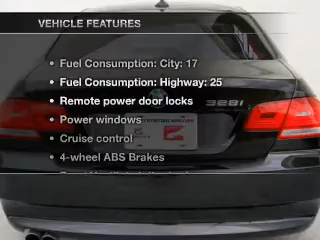 VEHICLE FEATURES
• Fuel Consumption: City: 17
• Fuel Consumption: Highway: 25
• Remote power door locks
328i
• Power windows
• Cruise control
• 4-wheel ABS Brakes